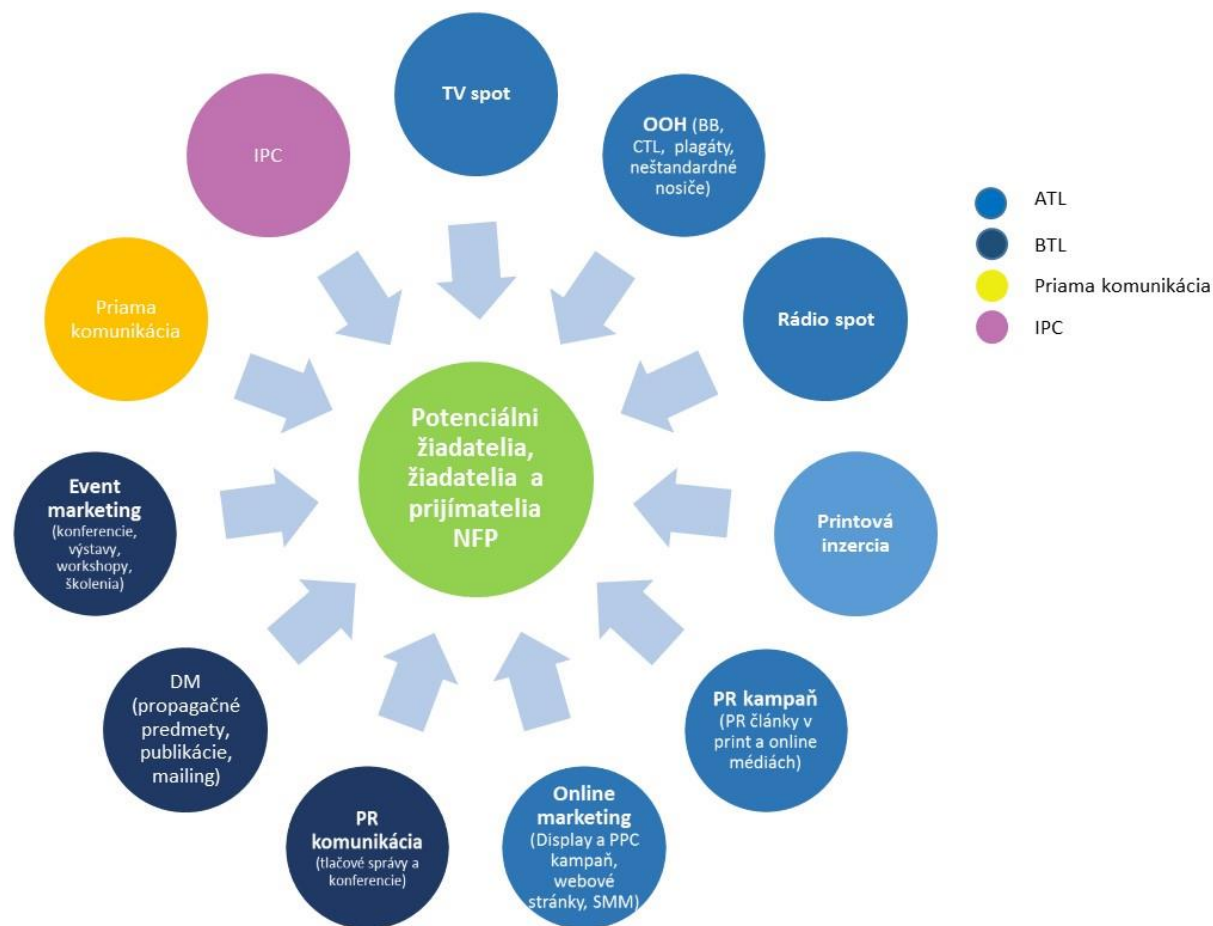 TV spot
OOH (BB,
CTL, plagáty,
neštandardné
nosiče)
Rádio spot
Printová
inzercia
PR kampaň
(PR články v
print a online
médiách)
Online
marketing
(Display a PPC
kampaň,
webové
stránky, SMM)
PR
komunikácia
(tlačové správy a
konferencie)
DM
(propagačné
predmety,
publikácie,
mailing)
Event
marketing
(konferencie,
výstavy,
workshopy,
školenia)
Priama
komunikácia
IPC
Potenciálni
žiadatelia,
žiadatelia a
prijímatelia
NFP
ATL
BTL
Priama komunikácia
IPC